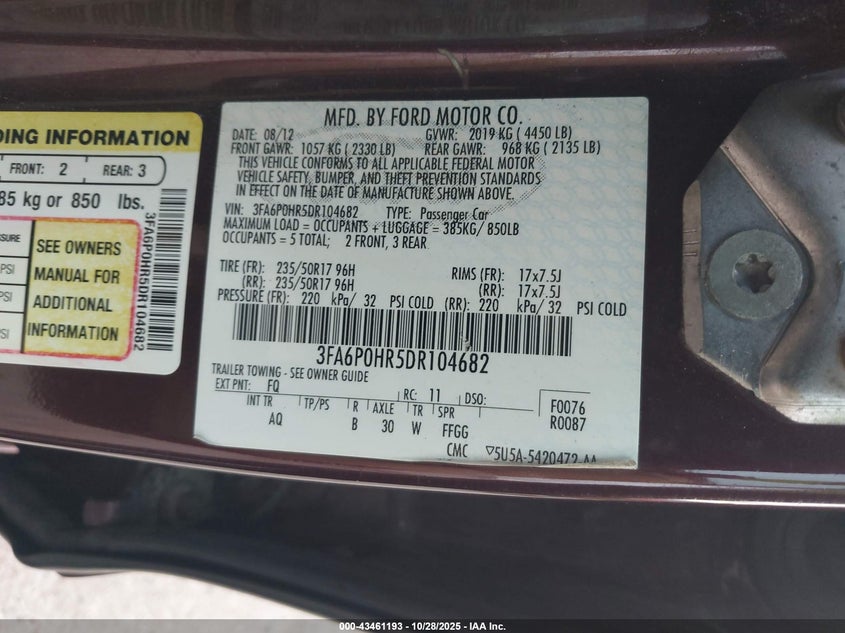 DING INFORMATION
FRONT: 2 REAR: 3
85 kg or 850 lbs.
SSURE
PSI
PSI
PSI
SEE OWNERS
MANUAL FOR
ADDITIONAL
INFORMATION
3FA6P0HR5DR104682
MFD. BY FORD MOTOR CO.
DATE: 08/12 GVWR: 2019 KG ( 4450 LB)
FRONT GAWR: 1057 KG ( 2330 LB) REAR GAWR: 968 KG ( 2135 LB)
THIS VEHICLE CONFORMS TO ALL APPLICABLE FEDERAL MOTOR
VEHICLE SAFETY, BUMPER, AND THEFT PREVENTION STANDARDS
IN EFFECT ON THE DATE OF MANUFACTURE SHOWN ABOVE.
VIN: 3FA6P0HR5DR104682 TYPE: Passenger Car
MAXIMUM LOAD = OCCUPANTS + LUGGAGE = 385KG/ 850LB
OCCUPANTS = 5 TOTAL; 2 FRONT, 3 REAR
TIRE (FR): 235/50R17 96H RIMS (FR): 17x7.5J
(RR): 235/50R17 96H (RR): 17x7.5J
PRESSURE (FR): 220 kPa/ 32 PSI COLD (RR): 220 kPa/ 32 PSI COLD
3FA6P0HR5DR104682
TRAILER TOWING - SEE OWNER GUIDE
EXT PNT: FQ RC: 11 DSO:
INT TR TP/PS R AXLE TR SPR F0076
AQ B 30 W FFGG R0087
CMC ▽5U5A-5420472-AA
000-43461193 | 10/28/2025 - IAA Inc.